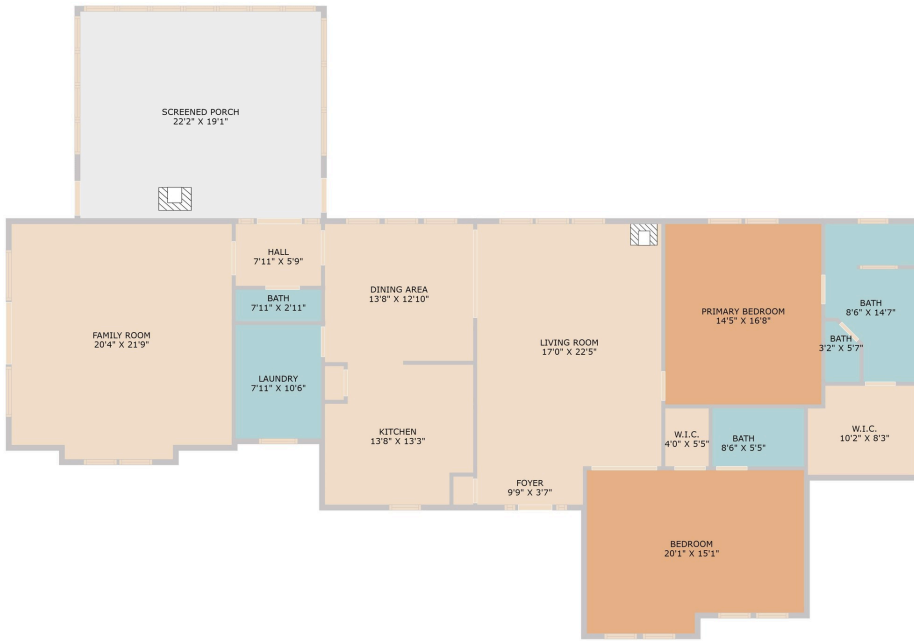 SCREENED PORCH
22'2" X 19'1"
HALL
7'11" X 5'9"
BATH
7'11" X 2'11"
FAMILY ROOM
20'4" X 21'9"
LAUNDRY
7'11" X 10'6"
DINING AREA
13'8" X 12'10"
KITCHEN
13'8" X 13'3"
LIVING ROOM
17'0" X 22'5"
FOYER
9'9" X 3'7"
PRIMARY BEDROOM
14'5" X 16'8"
BATH
8'6" X 14'7"
BATH
3'2" X 5'7"
W.I.C.
10'2" X 8'3"
W.I.C.
4'0" X 5'5"
BATH
8'6" X 5'5"
BEDROOM
20'1" X 15'1"